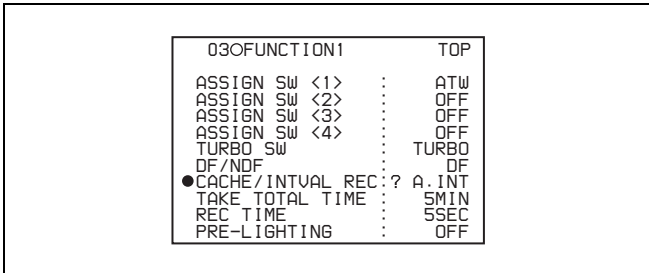 03○FUNCTION1 TOP
ASSIGN SW <1> : ATW
ASSIGN SW <2> : OFF
ASSIGN SW <3> : OFF
ASSIGN SW <4> : OFF
TURBO SW : TURBO
DF/NDF : DF
●CACHE/INTVAL REC:? A.INT
TAKE TOTAL TIME : 5MIN
REC TIME : 5SEC
PRE-LIGHTING : OFF